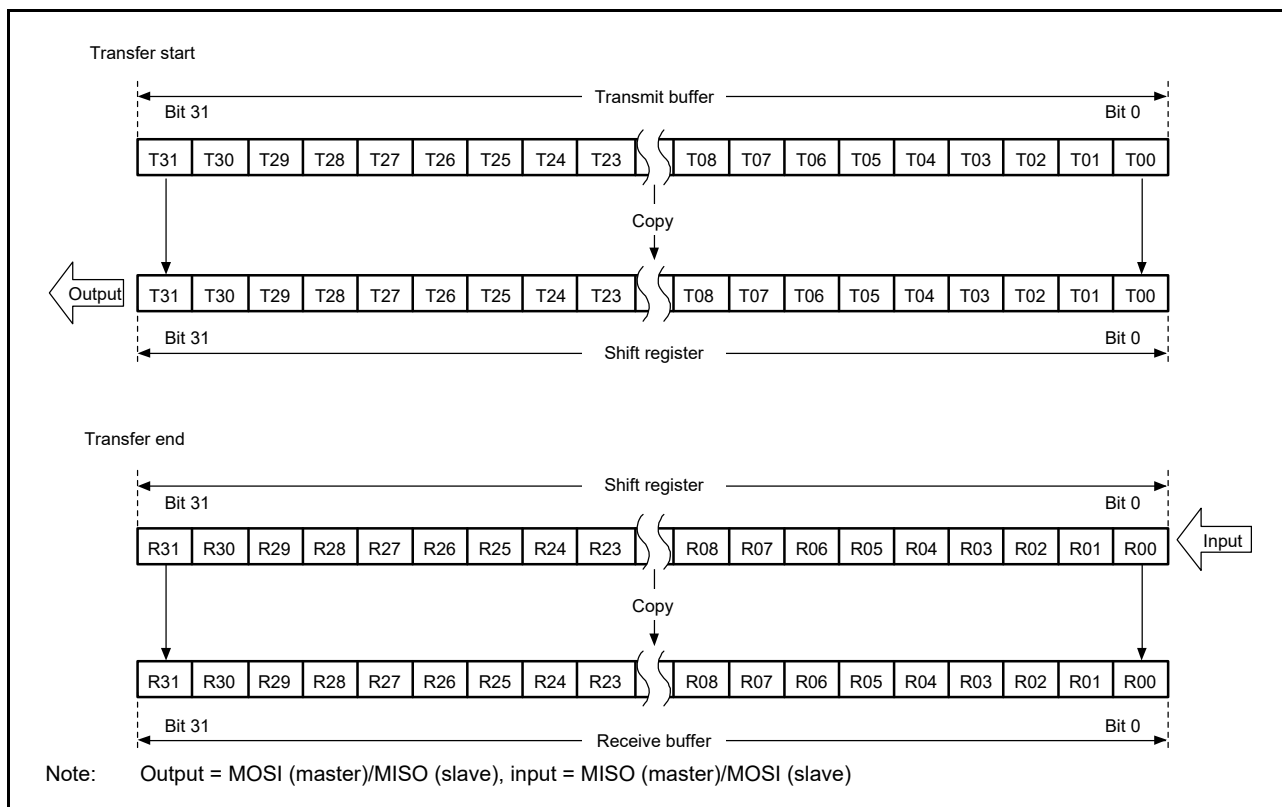 Transfer start
Transmit buffer
Bit 31 Bit 0
T31 T30 T29 T28 T27 T26 T25 T24 T23 T08 T07 T06 T05 T04 T03 T02 T01 T00
Copy
Output T31 T30 T29 T28 T27 T26 T25 T24 T23 T08 T07 T06 T05 T04 T03 T02 T01 T00
Bit 31 Bit 0
Shift register
Transfer end
Shift register
Bit 31 Bit 0
R31 R30 R29 R28 R27 R26 R25 R24 R23 R08 R07 R06 R05 R04 R03 R02 R01 R00 Input
Copy
R31 R30 R29 R28 R27 R26 R25 R24 R23 R08 R07 R06 R05 R04 R03 R02 R01 R00
Bit 31 Bit 0
Receive buffer
Note: Output = MOSI (master)/MISO (slave), input = MISO (master)/MOSI (slave)